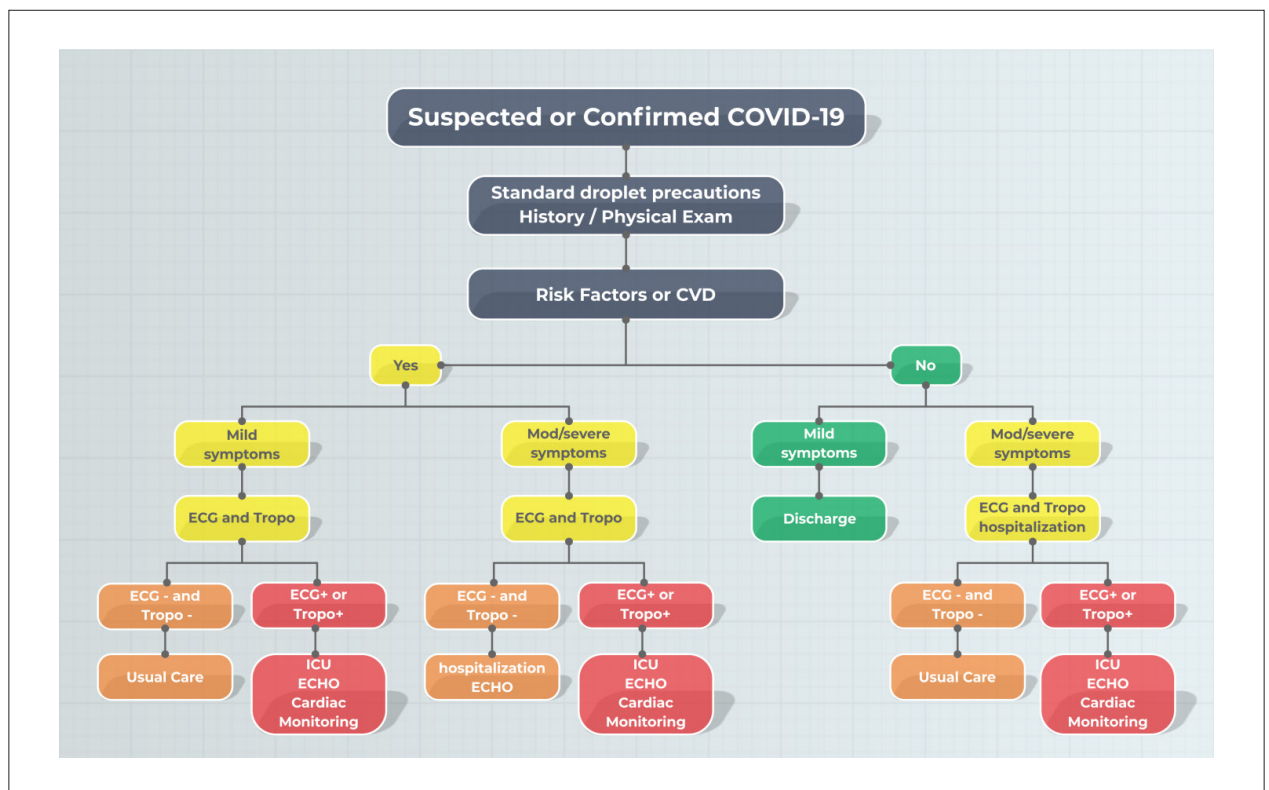 Suspected or Confirmed COVID-19
Standard droplet precautions
History / Physical Exam
Risk Factors or CVD
Yes
No
Mild
symptoms
Mod/severe
symptoms
Mild
symptoms
Mod/severe
symptoms
ECG and Tropo
ECG and Tropo
Discharge
ECG and Tropo
hospitalization
ECG - and
Tropo -
ECG+ or
Tropo+
ECG - and
Tropo -
ECG+ or
Tropo+
ECG - and
Tropo -
ECG+ or
Tropo+
Usual Care
ICU
ECHO
Cardiac
Monitoring
hospitalization
ECHO
ICU
ECHO
Cardiac
Monitoring
Usual Care
ICU
ECHO
Cardiac
Monitoring